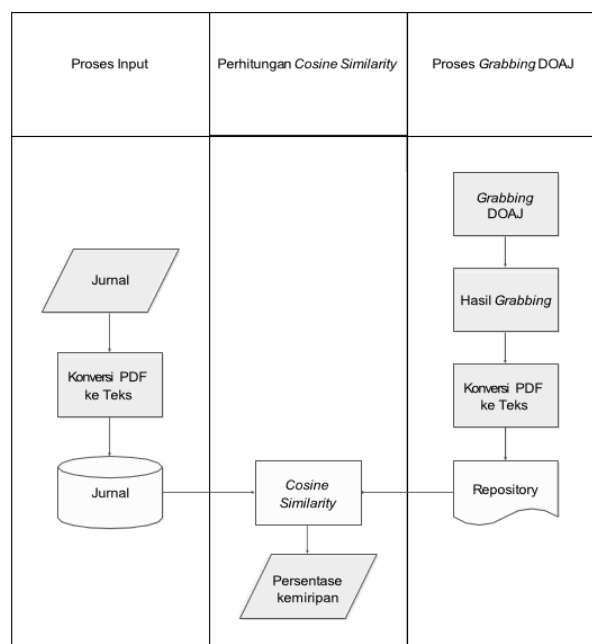 Proses Input
Perhitungan Cosine Similarity
Proses Grabbing DOAJ
Jurnal
Konversi PDF
ke Teks
Jurnal
Cosine
Similarity
Persentase
kemiripan
Grabbing
DOAJ
Hasil Grabbing
Konversi PDF
ke Teks
Repository